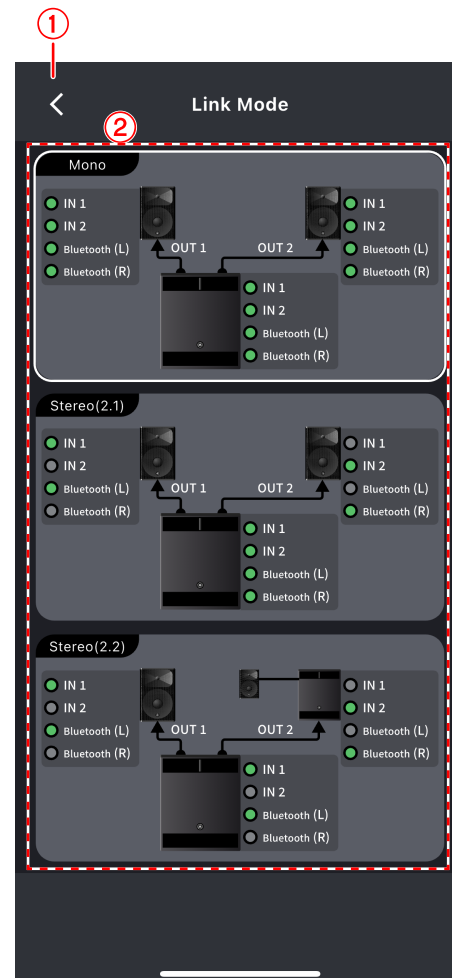 ①
Link Mode
②
Mono
IN 1
IN 2
Bluetooth (L)
Bluetooth (R)
OUT 1
OUT 2
IN 1
IN 2
Bluetooth (L)
Bluetooth (R)
IN 1
IN 2
Bluetooth (L)
Bluetooth (R)
Stereo(2.1)
IN 1
IN 2
Bluetooth (L)
Bluetooth (R)
OUT 1
OUT 2
IN 1
IN 2
Bluetooth (L)
Bluetooth (R)
IN 1
IN 2
Bluetooth (L)
Bluetooth (R)
Stereo(2.2)
IN 1
IN 2
Bluetooth (L)
Bluetooth (R)
OUT 1
OUT 2
IN 1
IN 2
Bluetooth (L)
Bluetooth (R)
IN 1
IN 2
Bluetooth (L)
Bluetooth (R)